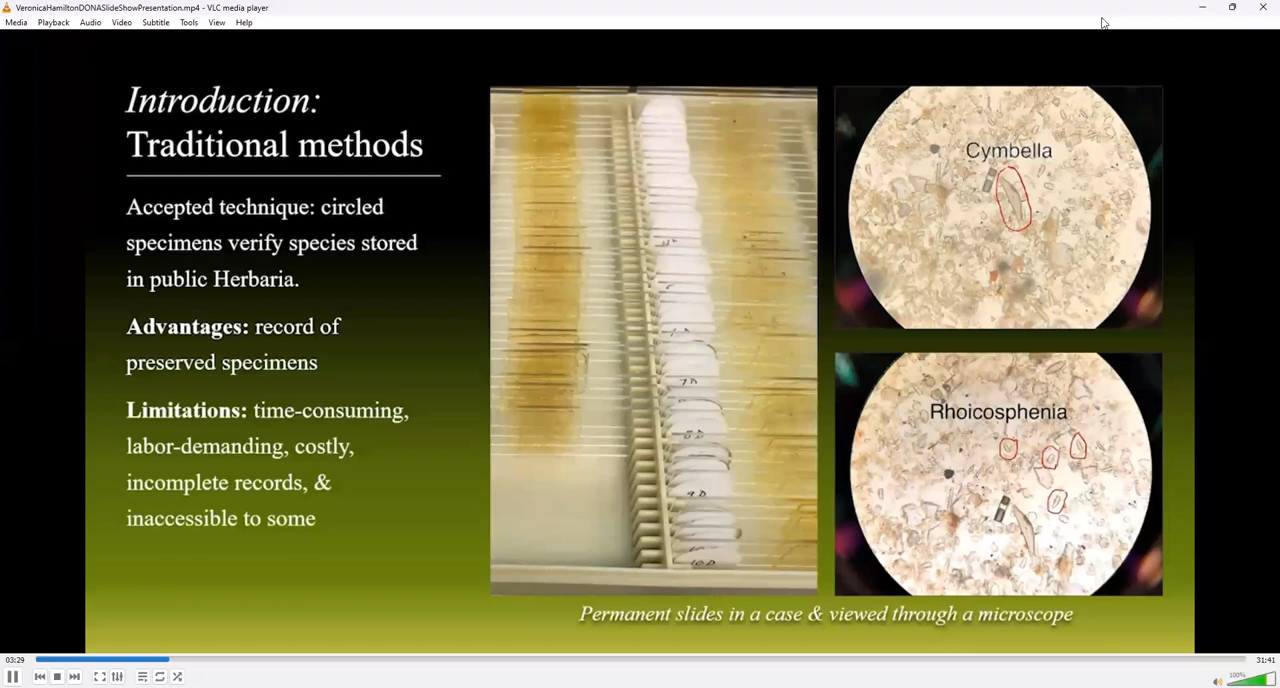 VeronicaHamiltonDONASlideShowPresentation.mp4 - VLC media player
Media Playback Audio Video Subtitle Tools View Help
Introduction:
Traditional methods
Accepted technique: circled
specimens verify species stored
in public Herbaria.
Advantages: record of
preserved specimens
Limitations: time-consuming,
labor-demanding, costly,
incomplete records, &
inaccessible to some
Cymbella
Rhoicosphenia
Permanent slides in a case & viewed through a microscope
03:29
31:41
100%